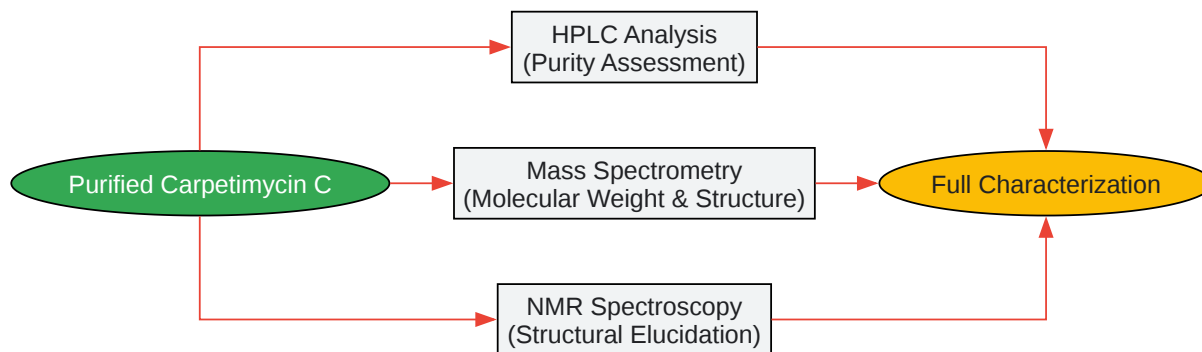 HPLC Analysis
(Purity Assessment)
Purified Carpetimycin C
Mass Spectrometry
(Molecular Weight & Structure)
Full Characterization
NMR Spectroscopy
(Structural Elucidation)